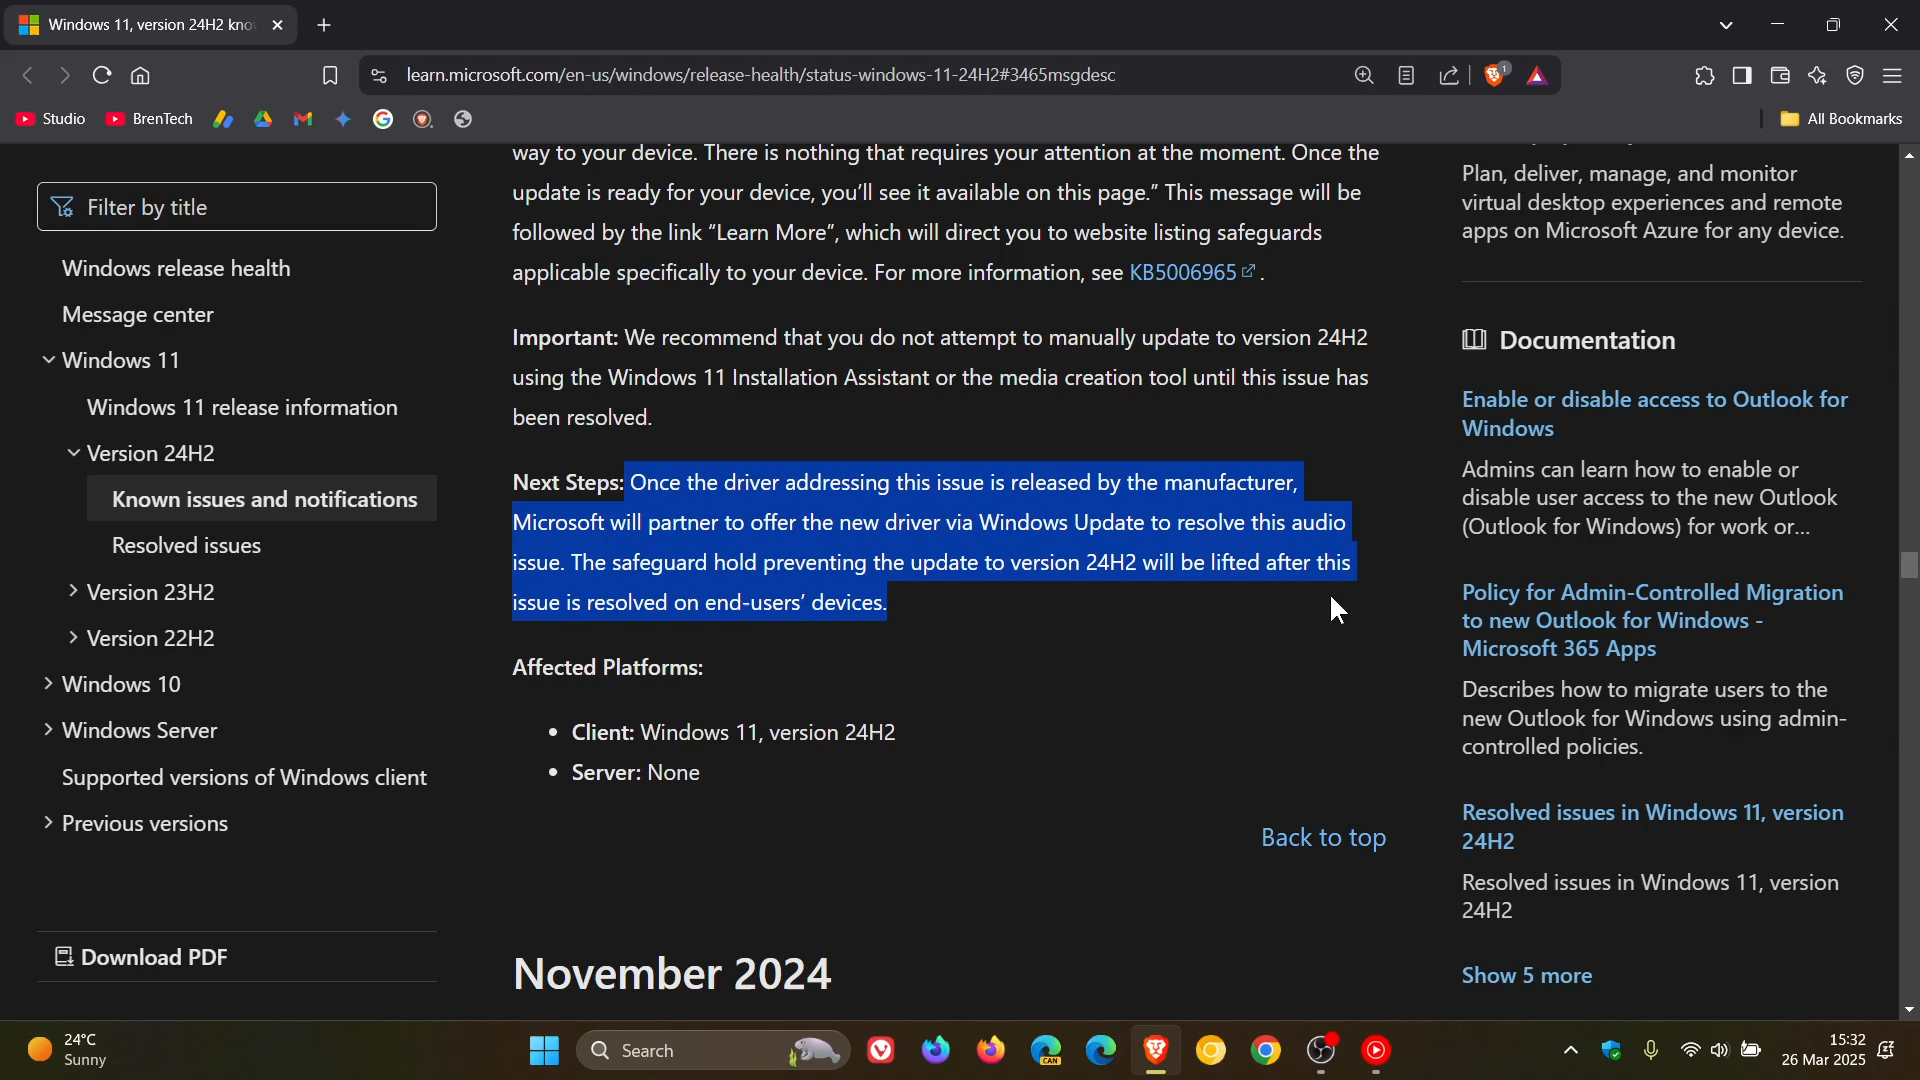 Windows 11, version 24H2 kno
learn.microsoft.com/en-us/windows/release-health/status-windows-11-24H2#3465msgdesc
1
Studio
BrenTech
All Bookmarks
Filter by title
Windows release health
Message center
Windows 11
Windows 11 release information
Version 24H2
Known issues and notifications
Resolved issues
Version 23H2
Version 22H2
Windows 10
Windows Server
Supported versions of Windows client
Previous versions
Download PDF
way to your device. There is nothing that requires your attention at the moment. Once the
update is ready for your device, you’ll see it available on this page.” This message will be
followed by the link “Learn More”, which will direct you to website listing safeguards
applicable specifically to your device. For more information, see KB5006965 .
Important: We recommend that you do not attempt to manually update to version 24H2
using the Windows 11 Installation Assistant or the media creation tool until this issue has
been resolved.
Next Steps: Once the driver addressing this issue is released by the manufacturer,
Microsoft will partner to offer the new driver via Windows Update to resolve this audio
issue. The safeguard hold preventing the update to version 24H2 will be lifted after this
issue is resolved on end-users’ devices.
Affected Platforms:
Client: Windows 11, version 24H2
Server: None
Back to top
November 2024
Plan, deliver, manage, and monitor
virtual desktop experiences and remote
apps on Microsoft Azure for any device.
Documentation
Enable or disable access to Outlook for
Windows
Admins can learn how to enable or
disable user access to the new Outlook
(Outlook for Windows) for work or...
Policy for Admin-Controlled Migration
to new Outlook for Windows -
Microsoft 365 Apps
Describes how to migrate users to the
new Outlook for Windows using admin-
controlled policies.
Resolved issues in Windows 11, version
24H2
Resolved issues in Windows 11, version
24H2
Show 5 more
24°C
Sunny
Search
CAN
15:32
26 Mar 2025